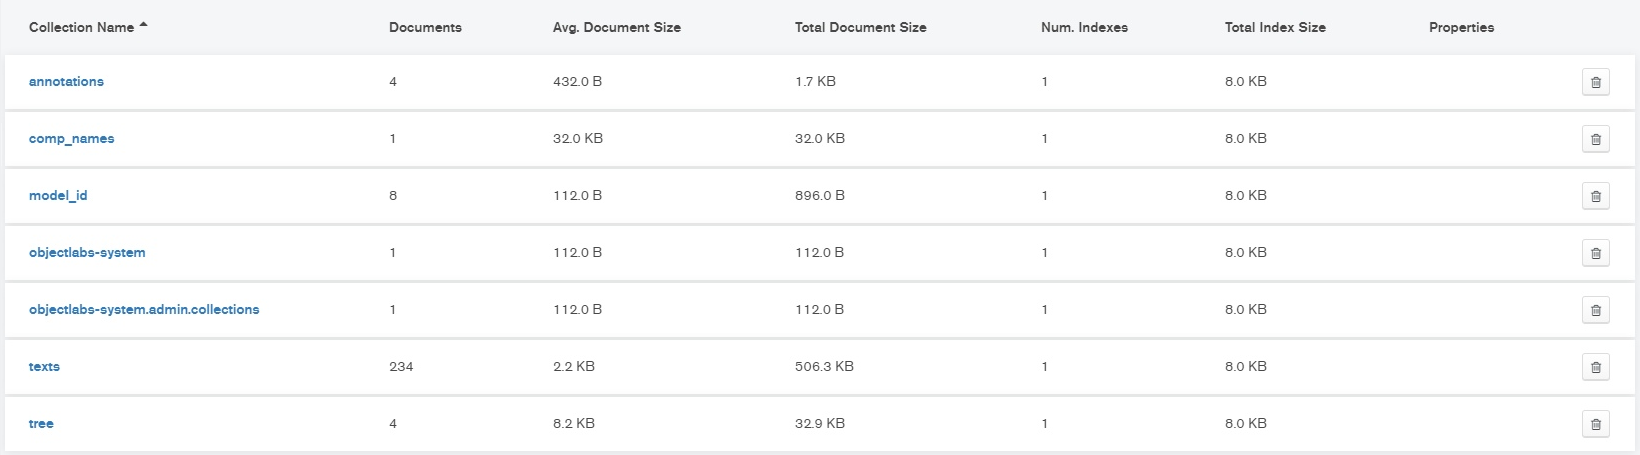 Collection Name Documents Avg. Document Size Total Document Size Num. Indexes Total Index Size Properties
annotations 4 432.0 B 1.7 KB 1 8.0 KB
comp_names 1 32.0 KB 32.0 KB 1 8.0 KB
model_id 8 112.0 B 896.0 B 1 8.0 KB
objectlabs-system 1 112.0 B 112.0 B 1 8.0 KB
objectlabs-system.admin.collections 1 112.0 B 112.0 B 1 8.0 KB
texts 234 2.2 KB 506.3 KB 1 8.0 KB
tree 4 8.2 KB 32.9 KB 1 8.0 KB